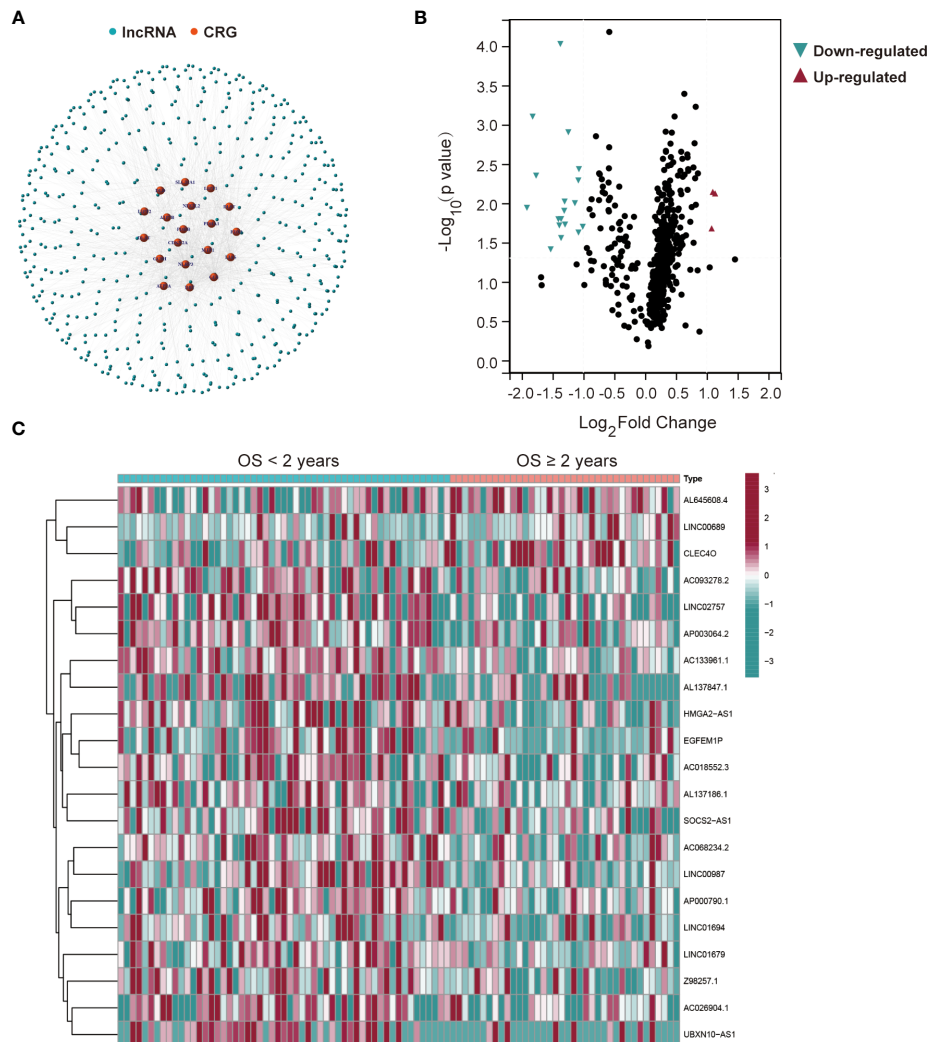 A
lncRNA CRG
B
4.0
3.5
3.0
2.5
2.0
1.5
1.0
0.5
0.0
-Log10(p value)
-2.0 -1.5 -1.0 -0.5 0.0 0.5 1.0 1.5 2.0
Log2Fold Change
Down-regulated
Up-regulated
C
OS < 2 years OS ≥ 2 years
Type
AL645608.4
LINC00689
CLEC4O
AC093278.2
LINC02757
AP003064.2
AC133961.1
AL137847.1
HMGA2−AS1
EGFEM1P
AC018552.3
AL137186.1
SOCS2−AS1
AC068234.2
LINC00987
AP000790.1
LINC01694
LINC01679
Z98257.1
AC026904.1
UBXN10−AS1
3
2
1
0
−1
−2
−3